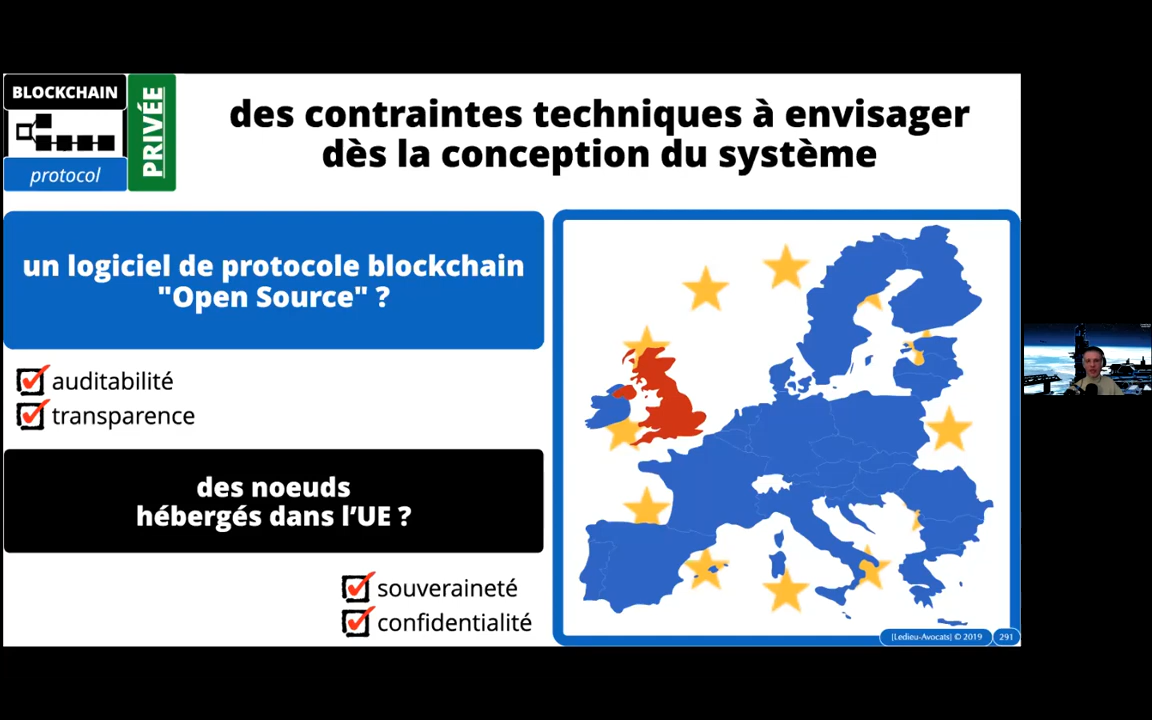 BLOCKCHAIN
PRIVÉE
protocol
des contraintes techniques à envisager
dès la conception du système
un logiciel de protocole blockchain
"Open Source" ?
auditabilité
transparence
des noeuds
hébergés dans l’UE ?
souveraineté
confidentialité
[Ledieu-Avocats] © 2019
291